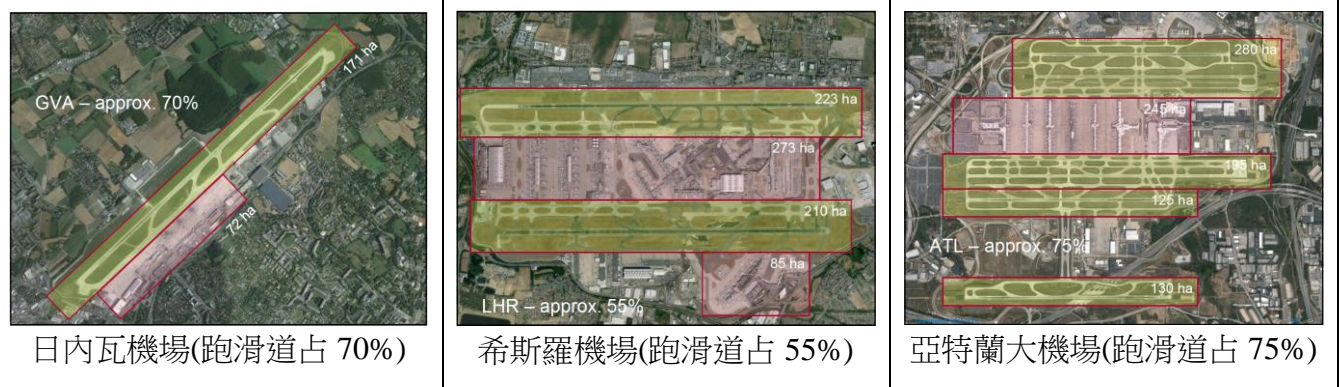 GVA – approx. 70%
171 ha
72 ha
日內瓦機場(跑滑道占 70%)
223 ha
273 ha
210 ha
85 ha
LHR – approx. 55%
希斯羅機場(跑滑道占 55%)
280 ha
245 ha
195 ha
125 ha
ATL – approx. 75%
130 ha
亞特蘭大機場(跑滑道占 75%)